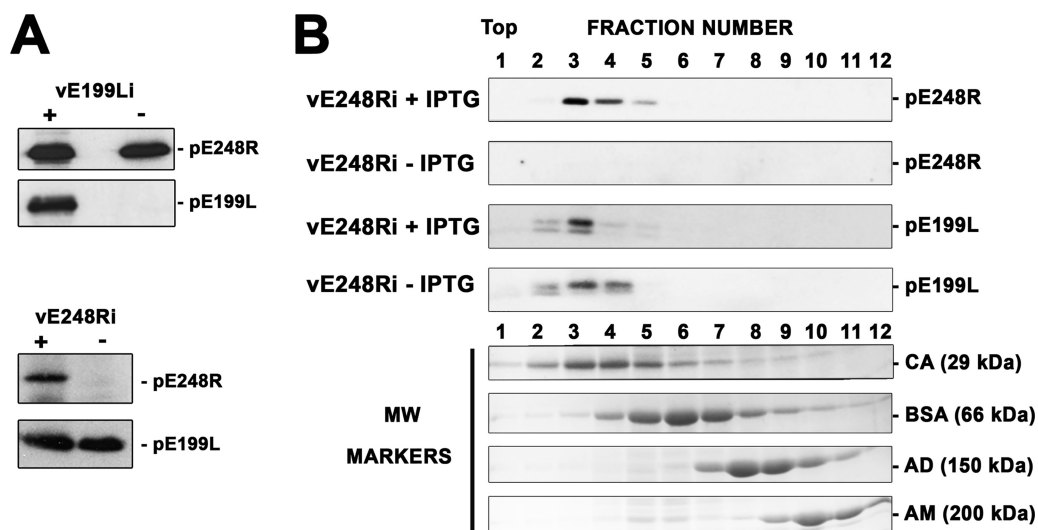 A
vE199Li
+ -
- pE248R
- pE199L
vE248Ri
+ -
- pE248R
- pE199L
B
Top FRACTION NUMBER
1 2 3 4 5 6 7 8 9 10 11 12
vE248Ri + IPTG - pE248R
vE248Ri - IPTG - pE248R
vE248Ri + IPTG - pE199L
vE248Ri - IPTG - pE199L
1 2 3 4 5 6 7 8 9 10 11 12
- CA (29 kDa)
MW
- BSA (66 kDa)
MARKERS
- AD (150 kDa)
- AM (200 kDa)